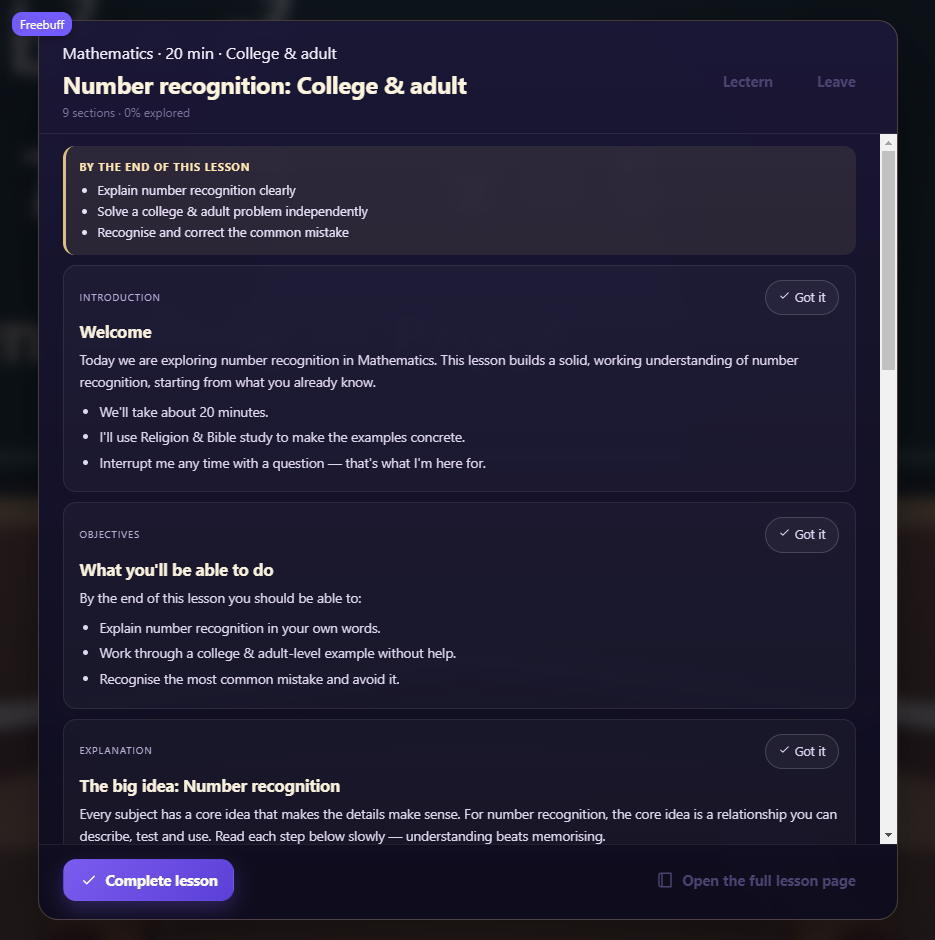 Freebuff
Mathematics · 20 min · College & adult
Number recognition: College & adult
9 sections · 0% explored
Lectern
Leave
BY THE END OF THIS LESSON
• Explain number recognition clearly
• Solve a college & adult problem independently
• Recognise and correct the common mistake
INTRODUCTION
✓ Got it
Welcome
Today we are exploring number recognition in Mathematics. This lesson builds a solid, working understanding of number
recognition, starting from what you already know.
• We'll take about 20 minutes.
• I'll use Religion & Bible study to make the examples concrete.
• Interrupt me any time with a question — that's what I'm here for.
OBJECTIVES
✓ Got it
What you'll be able to do
By the end of this lesson you should be able to:
• Explain number recognition in your own words.
• Work through a college & adult-level example without help.
• Recognise the most common mistake and avoid it.
EXPLANATION
✓ Got it
The big idea: Number recognition
Every subject has a core idea that makes the details make sense. For number recognition, the core idea is a relationship you can
describe, test and use. Read each step below slowly — understanding beats memorising.
✓ Complete lesson
Open the full lesson page